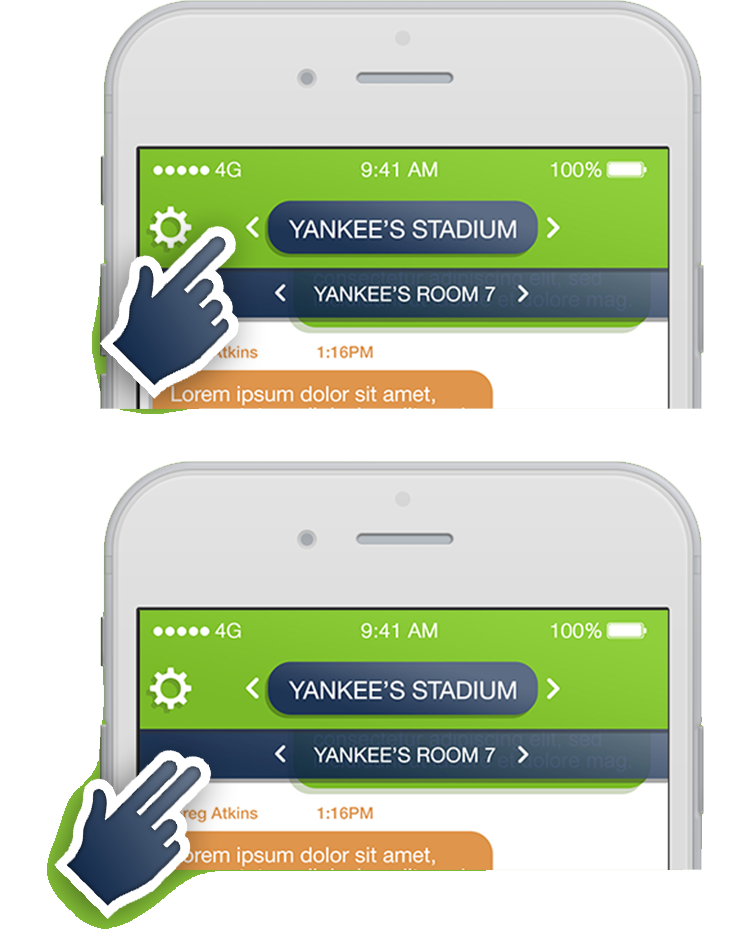 4G 9:41 AM 100%
YANKEE’S STADIUM
consectetur adipiscing elit, sed
YANKEE’S ROOM 7
et dolore mag.
Atkins 1:16PM
Lorem ipsum dolor sit amet,
4G 9:41 AM 100%
YANKEE’S STADIUM
consectetur adipiscing elit, sed
YANKEE’S ROOM 7
et dolore mag.
reg Atkins 1:16PM
orem ipsum dolor sit amet,